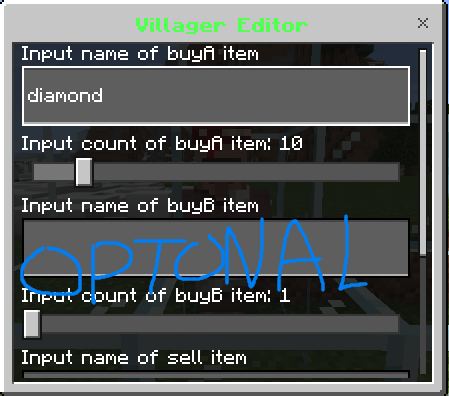 Villager Editor
Input name of buyA item
diamond
Input count of buyA item: 10
Input name of buyB item
OPTONAL
Input count of buyB item: 1
Input name of sell item